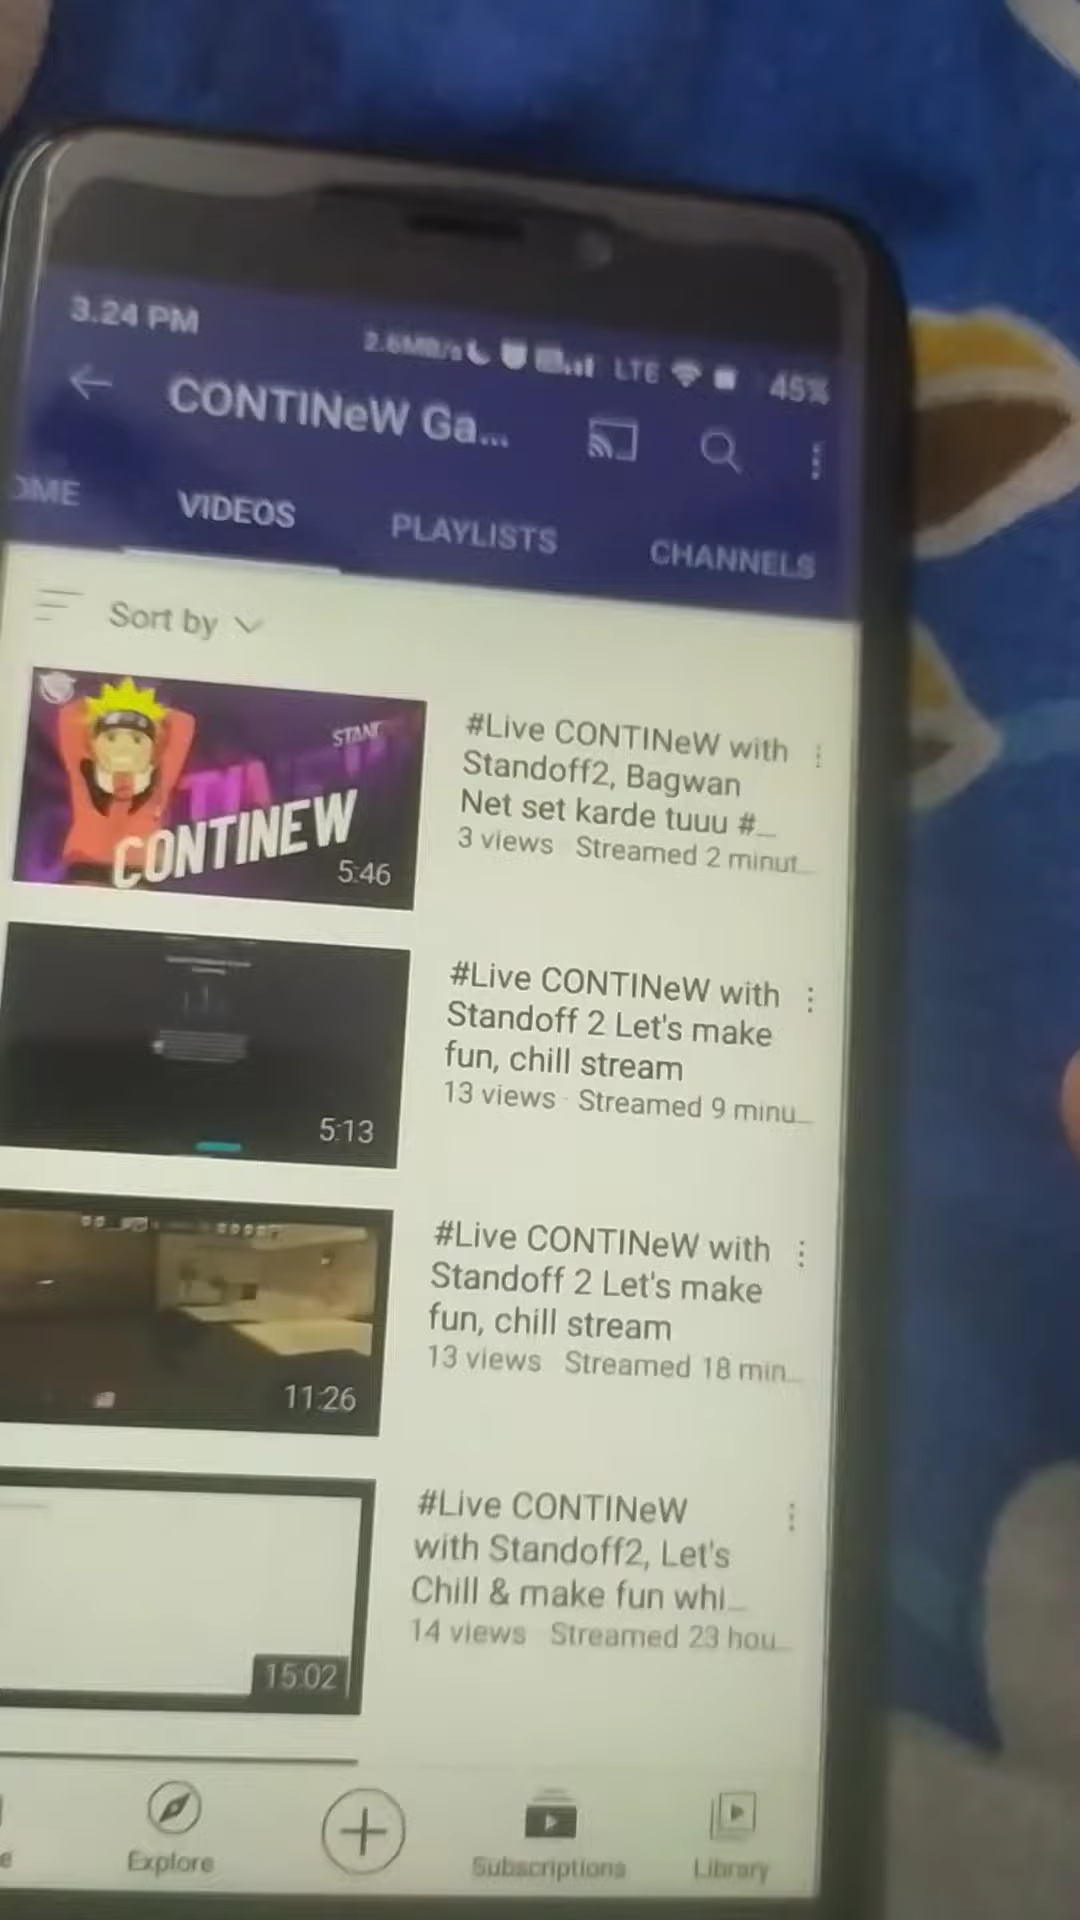 3.24 PM
2.6MB/s LTE 45%
CONTINeW Ga...
OME VIDEOS PLAYLISTS CHANNELS
Sort by
STAN
CONTINEW
5:46
#Live CONTINeW with
Standoff2, Bagwan
Net set karde tuuu #...
3 views Streamed 2 minut...
5:13
#Live CONTINeW with
Standoff 2 Let's make
fun, chill stream
13 views · Streamed 9 minu...
11:26
#Live CONTINeW with
Standoff 2 Let's make
fun, chill stream
13 views Streamed 18 min...
15:02
#Live CONTINeW
with Standoff2, Let's
Chill & make fun whi...
14 views Streamed 23 hou...
e Explore Subscriptions Library